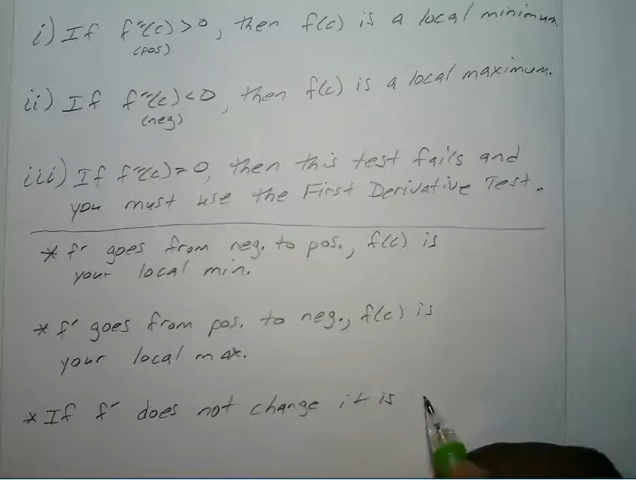 i) If f"(c) > 0, then f(c) is a local minimum.
(pos)
ii) If f"(c) < 0, then f(c) is a local maximum.
(neg)
iii) If f"(c) = 0, then this test fails and
you must use the First Derivative Test.
* f' goes from neg. to pos., f(c) is
your local min.
* f' goes from pos. to neg., f(c) is
your local max.
* If f' does not change it is